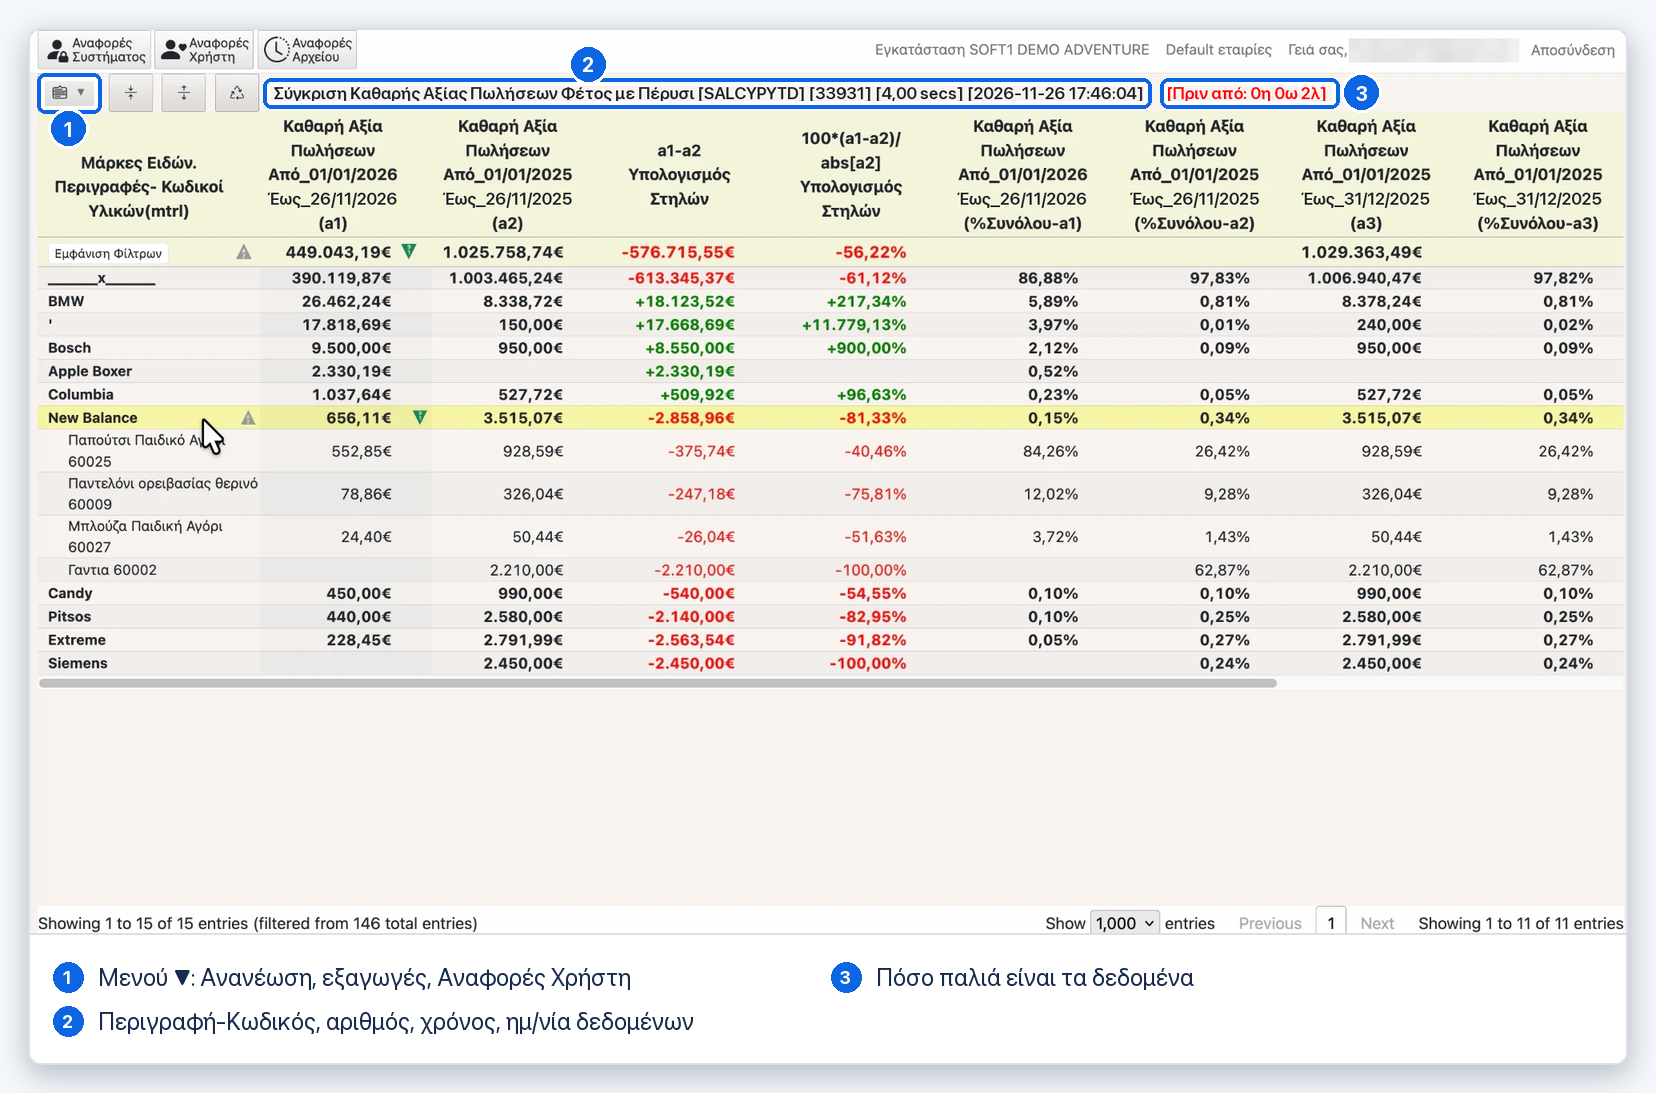 Αναφορές Συστήματος
Αναφορές Χρήστη
Αναφορές Αρχείου
Εγκατάσταση SOFT1 DEMO ADVENTURE Default εταιρίες Γειά σας, Αποσύνδεση
2
Σύγκριση Καθαρής Αξίας Πωλήσεων Φέτος με Πέρυσι [SALCYPYTD] [33931] [4,00 secs] [2026-11-26 17:46:04] [Πριν από: 0η 0ω 2λ] 3
1
Μάρκες Ειδών. Περιγραφές- Κωδικοί Υλικών(mtrl)
Καθαρή Αξία Πωλήσεων Από_01/01/2026 Έως_26/11/2026 (a1)
Καθαρή Αξία Πωλήσεων Από_01/01/2025 Έως_26/11/2025 (a2)
a1-a2 Υπολογισμός Στηλών
100*(a1-a2)/ abs[a2] Υπολογισμός Στηλών
Καθαρή Αξία Πωλήσεων Από_01/01/2026 Έως_26/11/2026 (%Συνόλου-a1)
Καθαρή Αξία Πωλήσεων Από_01/01/2025 Έως_26/11/2025 (%Συνόλου-a2)
Καθαρή Αξία Πωλήσεων Από_01/01/2025 Έως_31/12/2025 (a3)
Καθαρή Αξία Πωλήσεων Από_01/01/2025 Έως_31/12/2025 (%Συνόλου-a3)
Εμφάνιση Φίλτρων 449.043,19€ 1.025.758,74€ -576.715,55€ -56,22% 1.029.363,49€
______x______ 390.119,87€ 1.003.465,24€ -613.345,37€ -61,12% 86,88% 97,83% 1.006.940,47€ 97,82%
BMW 26.462,24€ 8.338,72€ +18.123,52€ +217,34% 5,89% 0,81% 8.378,24€ 0,81%
' 17.818,69€ 150,00€ +17.668,69€ +11.779,13% 3,97% 0,01% 240,00€ 0,02%
Bosch 9.500,00€ 950,00€ +8.550,00€ +900,00% 2,12% 0,09% 950,00€ 0,09%
Apple Boxer 2.330,19€ +2.330,19€ 0,52%
Columbia 1.037,64€ 527,72€ +509,92€ +96,63% 0,23% 0,05% 527,72€ 0,05%
New Balance 656,11€ 3.515,07€ -2.858,96€ -81,33% 0,15% 0,34% 3.515,07€ 0,34%
Παπούτσι Παιδικό 60025 552,85€ 928,59€ -375,74€ -40,46% 84,26% 26,42% 928,59€ 26,42%
Παντελόνι ορειβασίας θερινό 60009 78,86€ 326,04€ -247,18€ -75,81% 12,02% 9,28% 326,04€ 9,28%
Μπλούζα Παιδική Αγόρι 60027 24,40€ 50,44€ -26,04€ -51,63% 3,72% 1,43% 50,44€ 1,43%
Γαντια 60002 2.210,00€ -2.210,00€ -100,00% 62,87% 2.210,00€ 62,87%
Candy 450,00€ 990,00€ -540,00€ -54,55% 0,10% 0,10% 990,00€ 0,10%
Pitsos 440,00€ 2.580,00€ -2.140,00€ -82,95% 0,10% 0,25% 2.580,00€ 0,25%
Extreme 228,45€ 2.791,99€ -2.563,54€ -91,82% 0,05% 0,27% 2.791,99€ 0,27%
Siemens 2.450,00€ -2.450,00€ -100,00% 0,24% 2.450,00€ 0,24%
Showing 1 to 15 of 15 entries (filtered from 146 total entries) Show 1,000 entries Previous 1 Next Showing 1 to 11 of 11 entries
1 Μενού ▼: Ανανέωση, εξαγωγές, Αναφορές Χρήστη
2 Περιγραφή-Κωδικός, αριθμός, χρόνος, ημ/νία δεδομένων
3 Πόσο παλιά είναι τα δεδομένα